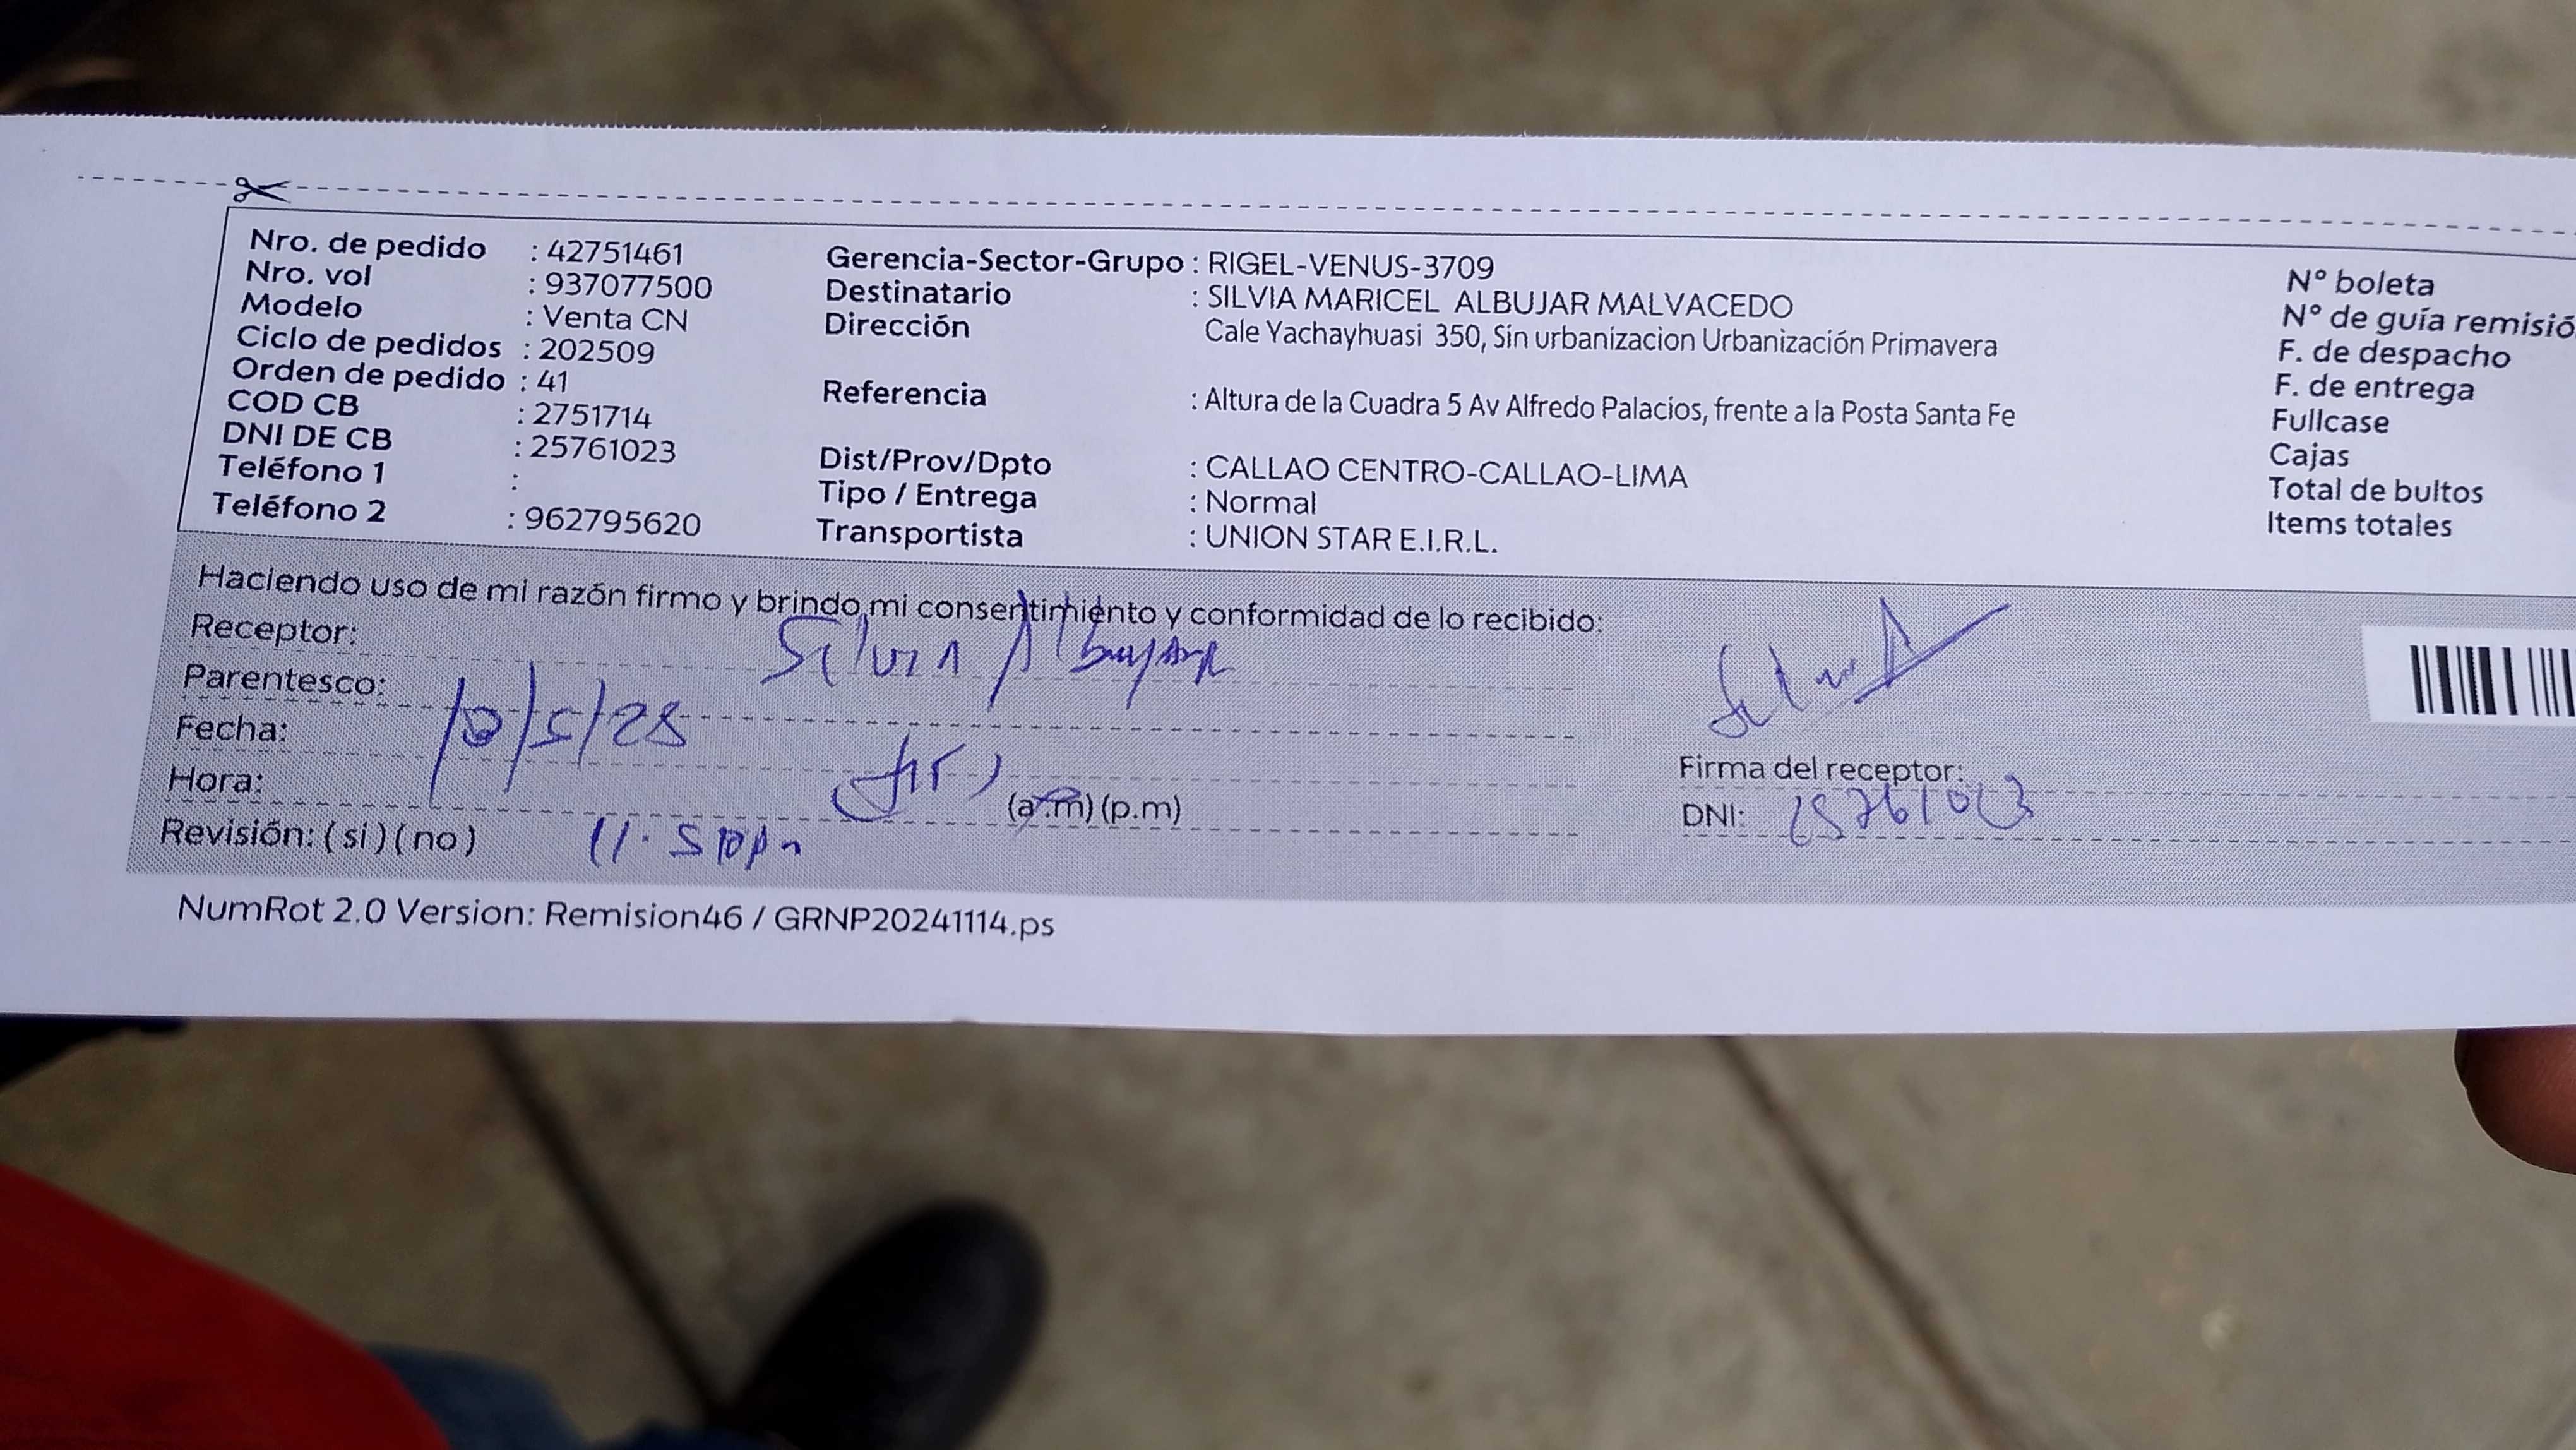 Nro. de pedido : 42751461
Nro. vol : 937077500
Modelo : Venta CN
Ciclo de pedidos : 202509
Orden de pedido : 41
COD CB : 2751714
DNI DE CB : 25761023
Teléfono 1 :
Teléfono 2 : 962795620
Gerencia-Sector-Grupo : RIGEL-VENUS-3709
Destinatario : SILVIA MARICEL ALBUJAR MALVACEDO
Dirección Cale Yachayhuasi 350, Sin urbanizacion Urbanización Primavera
Referencia : Altura de la Cuadra 5 Av Alfredo Palacios, frente a la Posta Santa Fe
Dist/Prov/Dpto : CALLAO CENTRO-CALLAO-LIMA
Tipo / Entrega : Normal
Transportista : UNION STAR E.I.R.L.
N° boleta
N° de guía remisió
F. de despacho
F. de entrega
Fullcase
Cajas
Total de bultos
Items totales
Haciendo uso de mi razón firmo y brindo mi consentimiento y conformidad de lo recibido:
Receptor: Silvia Albujar
Parentesco:
Fecha: 10/5/25
Hora: (a.m) (p.m)
Revisión: ( si ) ( no )
Firma del receptor:
DNI: 25761023
NumRot 2.0 Version: Remision46 / GRNP20241114.ps